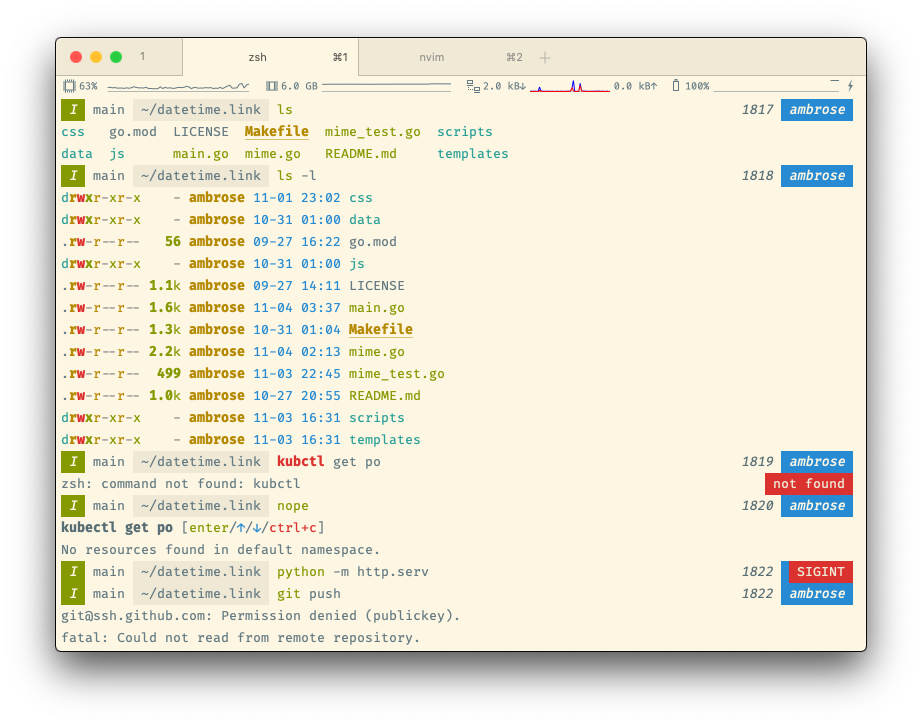 1 zsh ⌘1 nvim ⌘2
63% 6.0 GB 2.0 kB↓ 0.0 kB↑ 100%
I main ~/datetime.link ls 1817 ambrose
css go.mod LICENSE Makefile mime_test.go scripts
data js main.go mime.go README.md templates
I main ~/datetime.link ls -l 1818 ambrose
drwxr-xr-x - ambrose 11-01 23:02 css
drwxr-xr-x - ambrose 10-31 01:00 data
.rw-r--r-- 56 ambrose 09-27 16:22 go.mod
drwxr-xr-x - ambrose 10-31 01:00 js
.rw-r--r-- 1.1k ambrose 09-27 14:11 LICENSE
.rw-r--r-- 1.6k ambrose 11-04 03:37 main.go
.rw-r--r-- 1.3k ambrose 10-31 01:04 Makefile
.rw-r--r-- 2.2k ambrose 11-04 02:13 mime.go
.rw-r--r-- 499 ambrose 11-03 22:45 mime_test.go
.rw-r--r-- 1.0k ambrose 10-27 20:55 README.md
drwxr-xr-x - ambrose 11-03 16:31 scripts
drwxr-xr-x - ambrose 11-03 16:31 templates
I main ~/datetime.link kubctl get po 1819 ambrose
zsh: command not found: kubctl not found
I main ~/datetime.link nope 1820 ambrose
kubectl get po [enter/↑/↓/ctrl+c]
No resources found in default namespace.
I main ~/datetime.link python -m http.serv 1822 SIGINT
I main ~/datetime.link git push 1822 ambrose
git@ssh.github.com: Permission denied (publickey).
fatal: Could not read from remote repository.